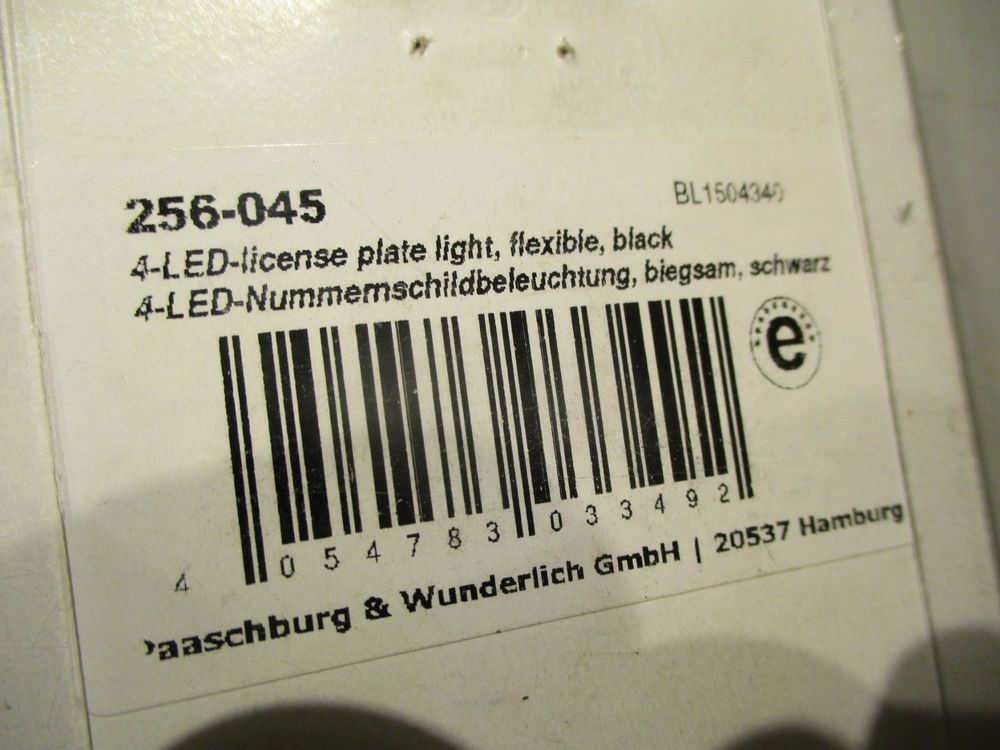 256-045
BL1504340
4-LED-license plate light, flexible, black
4-LED-Nummernschildbeleuchtung, biegsam, schwarz
e
4 054783 033492
Paaschburg & Wunderlich GmbH | 20537 Hamburg